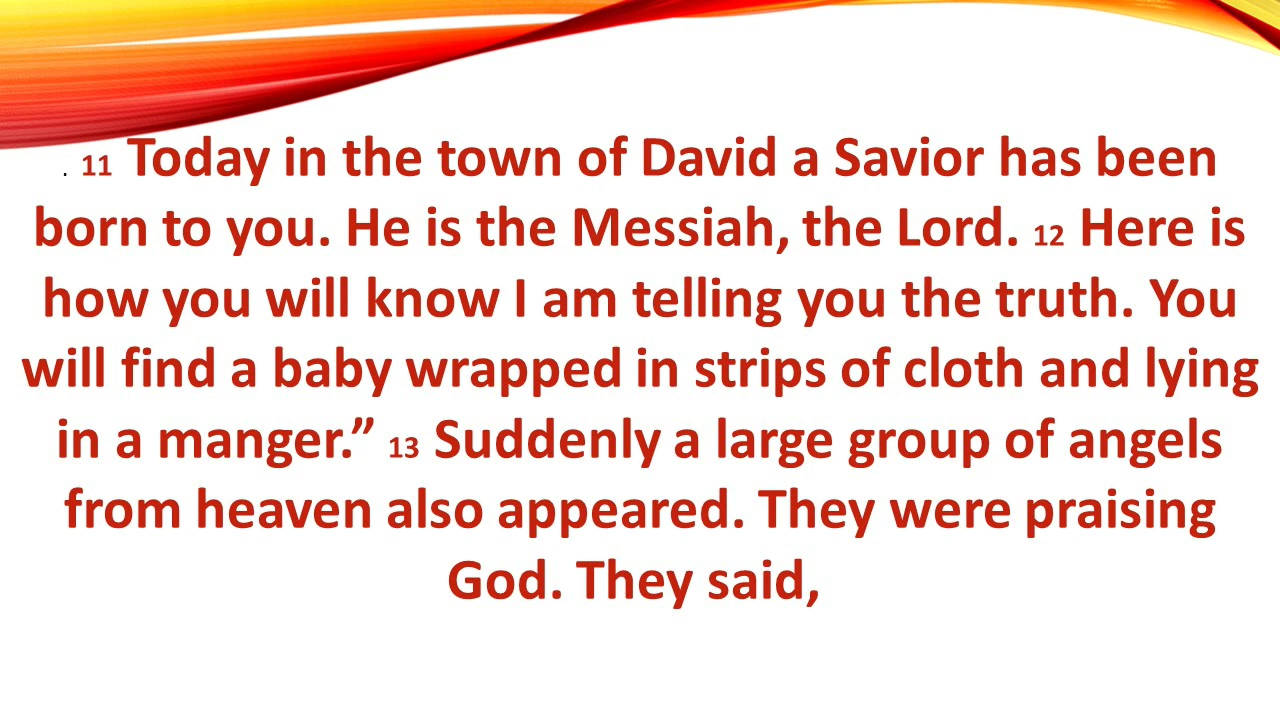 . 11 Today in the town of David a Savior has been
born to you. He is the Messiah, the Lord. 12 Here is
how you will know I am telling you the truth. You
will find a baby wrapped in strips of cloth and lying
in a manger.” 13 Suddenly a large group of angels
from heaven also appeared. They were praising
God. They said,